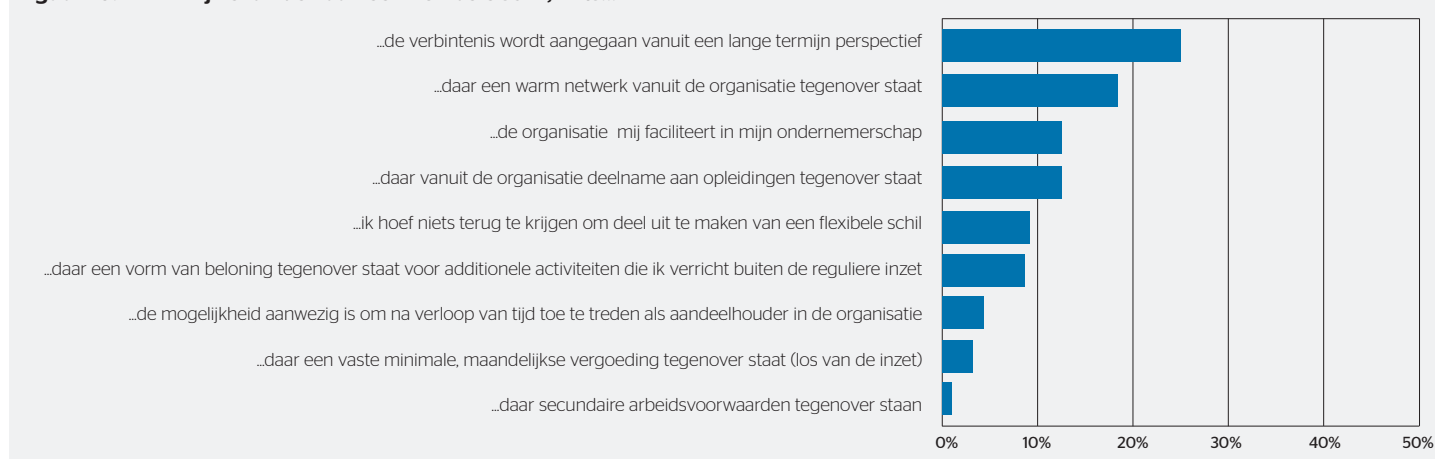 ...de verbintenis wordt aangegaan vanuit een lange termijn perspectief
...daar een warm netwerk vanuit de organisatie tegenover staat
...de organisatie mij faciliteert in mijn ondernemerschap
...daar vanuit de organisatie deelname aan opleidingen tegenover staat
...ik hoef niets terug te krijgen om deel uit te maken van een flexibele schil
...daar een vorm van beloning tegenover staat voor additionele activiteiten die ik verricht buiten de reguliere inzet
...de mogelijkheid aanwezig is om na verloop van tijd toe te treden als aandeelhouder in de organisatie
...daar een vaste minimale, maandelijkse vergoeding tegenover staat (los van de inzet)
...daar secundaire arbeidsvoorwaarden tegenover staan
0% 10% 20% 30% 40% 50%